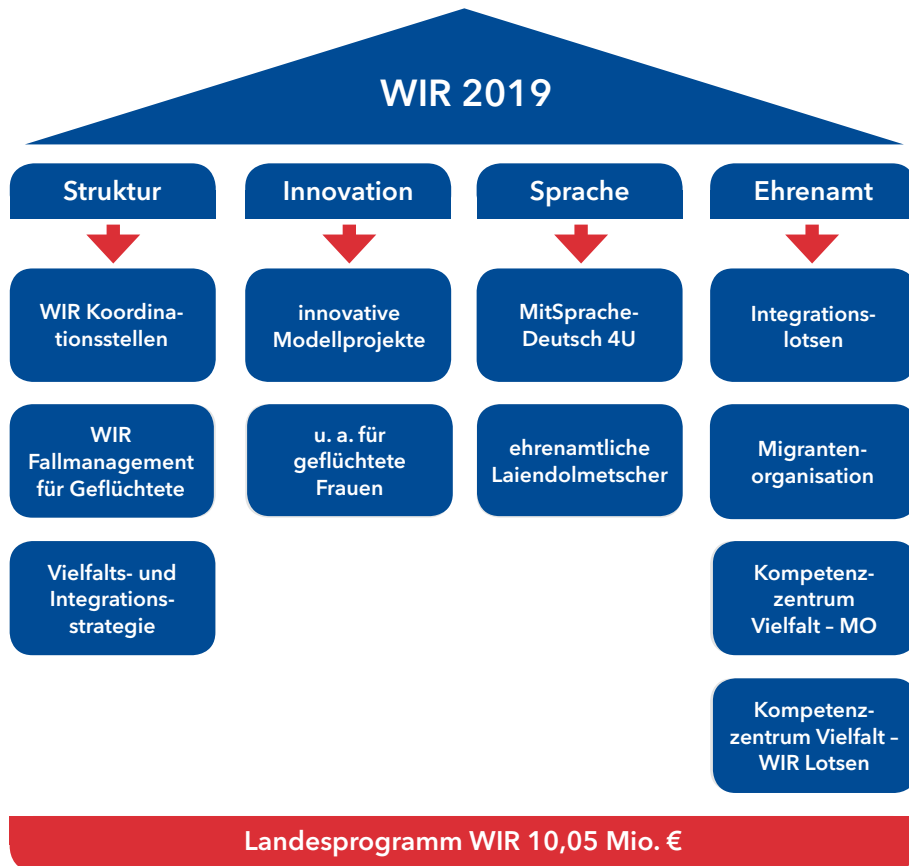 WIR 2019
Struktur
WIR Koordina-
tionsstellen
WIR
Fallmanagement
für Geflüchtete
Vielfalts- und
Integrations-
strategie
Innovation
innovative
Modellprojekte
u. a. für
geflüchtete
Frauen
Sprache
MitSprache-
Deutsch 4U
ehrenamtliche
Laiendolmetscher
Ehrenamt
Integrations-
lotsen
Migranten-
organisation
Kompetenz-
zentrum
Vielfalt – MO
Kompetenz-
zentrum Vielfalt –
WIR Lotsen
Landesprogramm WIR 10,05 Mio. €